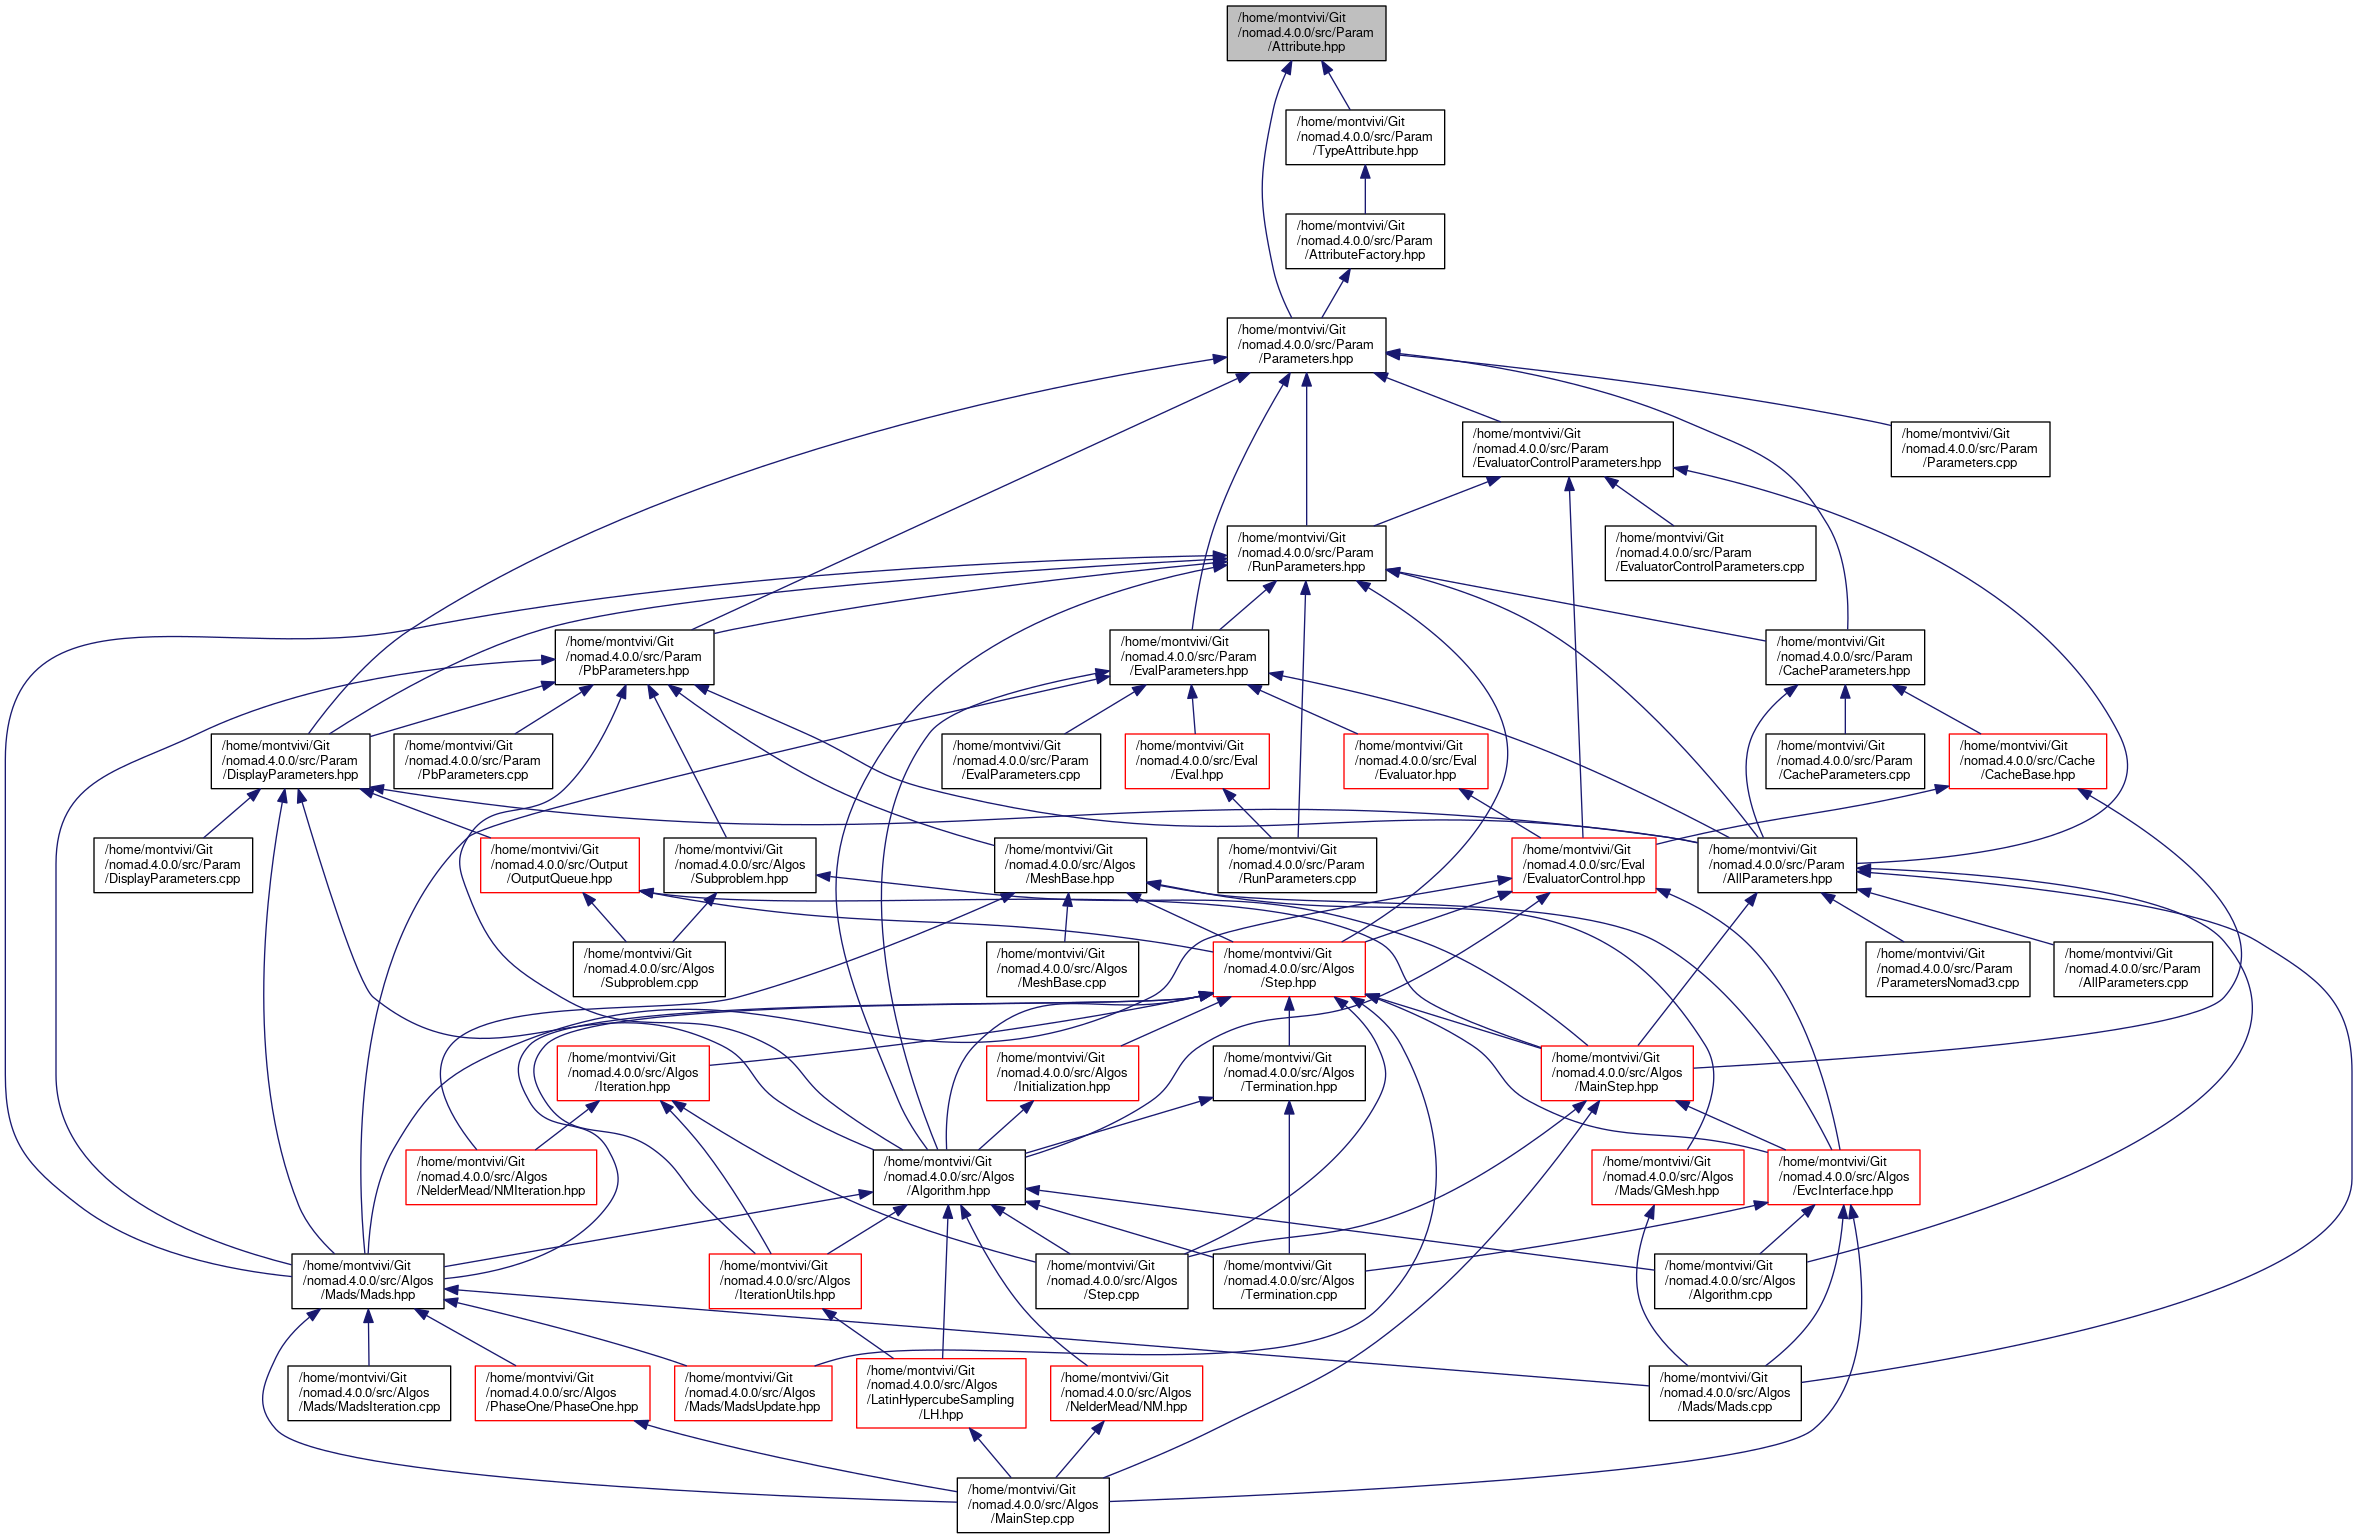 /home/montvivi/Git
/nomad.4.0.0/src/Param
/Attribute.hpp
/home/montvivi/Git
/nomad.4.0.0/src/Param
/TypeAttribute.hpp
/home/montvivi/Git
/nomad.4.0.0/src/Param
/AttributeFactory.hpp
/home/montvivi/Git
/nomad.4.0.0/src/Param
/Parameters.hpp
/home/montvivi/Git
/nomad.4.0.0/src/Param
/EvaluatorControlParameters.hpp
/home/montvivi/Git
/nomad.4.0.0/src/Param
/Parameters.cpp
/home/montvivi/Git
/nomad.4.0.0/src/Param
/RunParameters.hpp
/home/montvivi/Git
/nomad.4.0.0/src/Param
/EvaluatorControlParameters.cpp
/home/montvivi/Git
/nomad.4.0.0/src/Param
/PbParameters.hpp
/home/montvivi/Git
/nomad.4.0.0/src/Param
/EvalParameters.hpp
/home/montvivi/Git
/nomad.4.0.0/src/Param
/CacheParameters.hpp
/home/montvivi/Git
/nomad.4.0.0/src/Param
/DisplayParameters.hpp
/home/montvivi/Git
/nomad.4.0.0/src/Param
/PbParameters.cpp
/home/montvivi/Git
/nomad.4.0.0/src/Param
/EvalParameters.cpp
/home/montvivi/Git
/nomad.4.0.0/src/Eval
/Eval.hpp
/home/montvivi/Git
/nomad.4.0.0/src/Eval
/Evaluator.hpp
/home/montvivi/Git
/nomad.4.0.0/src/Param
/CacheParameters.cpp
/home/montvivi/Git
/nomad.4.0.0/src/Cache
/CacheBase.hpp
/home/montvivi/Git
/nomad.4.0.0/src/Param
/DisplayParameters.cpp
/home/montvivi/Git
/nomad.4.0.0/src/Output
/OutputQueue.hpp
/home/montvivi/Git
/nomad.4.0.0/src/Algos
/Subproblem.hpp
/home/montvivi/Git
/nomad.4.0.0/src/Algos
/MeshBase.hpp
/home/montvivi/Git
/nomad.4.0.0/src/Param
/RunParameters.cpp
/home/montvivi/Git
/nomad.4.0.0/src/Eval
/EvaluatorControl.hpp
/home/montvivi/Git
/nomad.4.0.0/src/Param
/AllParameters.hpp
/home/montvivi/Git
/nomad.4.0.0/src/Algos
/Subproblem.cpp
/home/montvivi/Git
/nomad.4.0.0/src/Algos
/MeshBase.cpp
/home/montvivi/Git
/nomad.4.0.0/src/Algos
/Step.hpp
/home/montvivi/Git
/nomad.4.0.0/src/Param
/ParametersNomad3.cpp
/home/montvivi/Git
/nomad.4.0.0/src/Param
/AllParameters.cpp
/home/montvivi/Git
/nomad.4.0.0/src/Algos
/Iteration.hpp
/home/montvivi/Git
/nomad.4.0.0/src/Algos
/Initialization.hpp
/home/montvivi/Git
/nomad.4.0.0/src/Algos
/Termination.hpp
/home/montvivi/Git
/nomad.4.0.0/src/Algos
/MainStep.hpp
/home/montvivi/Git
/nomad.4.0.0/src/Algos
/NelderMead/NMIteration.hpp
/home/montvivi/Git
/nomad.4.0.0/src/Algos
/Algorithm.hpp
/home/montvivi/Git
/nomad.4.0.0/src/Algos
/Mads/GMesh.hpp
/home/montvivi/Git
/nomad.4.0.0/src/Algos
/EvcInterface.hpp
/home/montvivi/Git
/nomad.4.0.0/src/Algos
/Mads/Mads.hpp
/home/montvivi/Git
/nomad.4.0.0/src/Algos
/IterationUtils.hpp
/home/montvivi/Git
/nomad.4.0.0/src/Algos
/Step.cpp
/home/montvivi/Git
/nomad.4.0.0/src/Algos
/Termination.cpp
/home/montvivi/Git
/nomad.4.0.0/src/Algos
/Algorithm.cpp
/home/montvivi/Git
/nomad.4.0.0/src/Algos
/Mads/MadsIteration.cpp
/home/montvivi/Git
/nomad.4.0.0/src/Algos
/PhaseOne/PhaseOne.hpp
/home/montvivi/Git
/nomad.4.0.0/src/Algos
/Mads/MadsUpdate.hpp
/home/montvivi/Git
/nomad.4.0.0/src/Algos
/LatinHypercubeSampling
/LH.hpp
/home/montvivi/Git
/nomad.4.0.0/src/Algos
/NelderMead/NM.hpp
/home/montvivi/Git
/nomad.4.0.0/src/Algos
/Mads/Mads.cpp
/home/montvivi/Git
/nomad.4.0.0/src/Algos
/MainStep.cpp